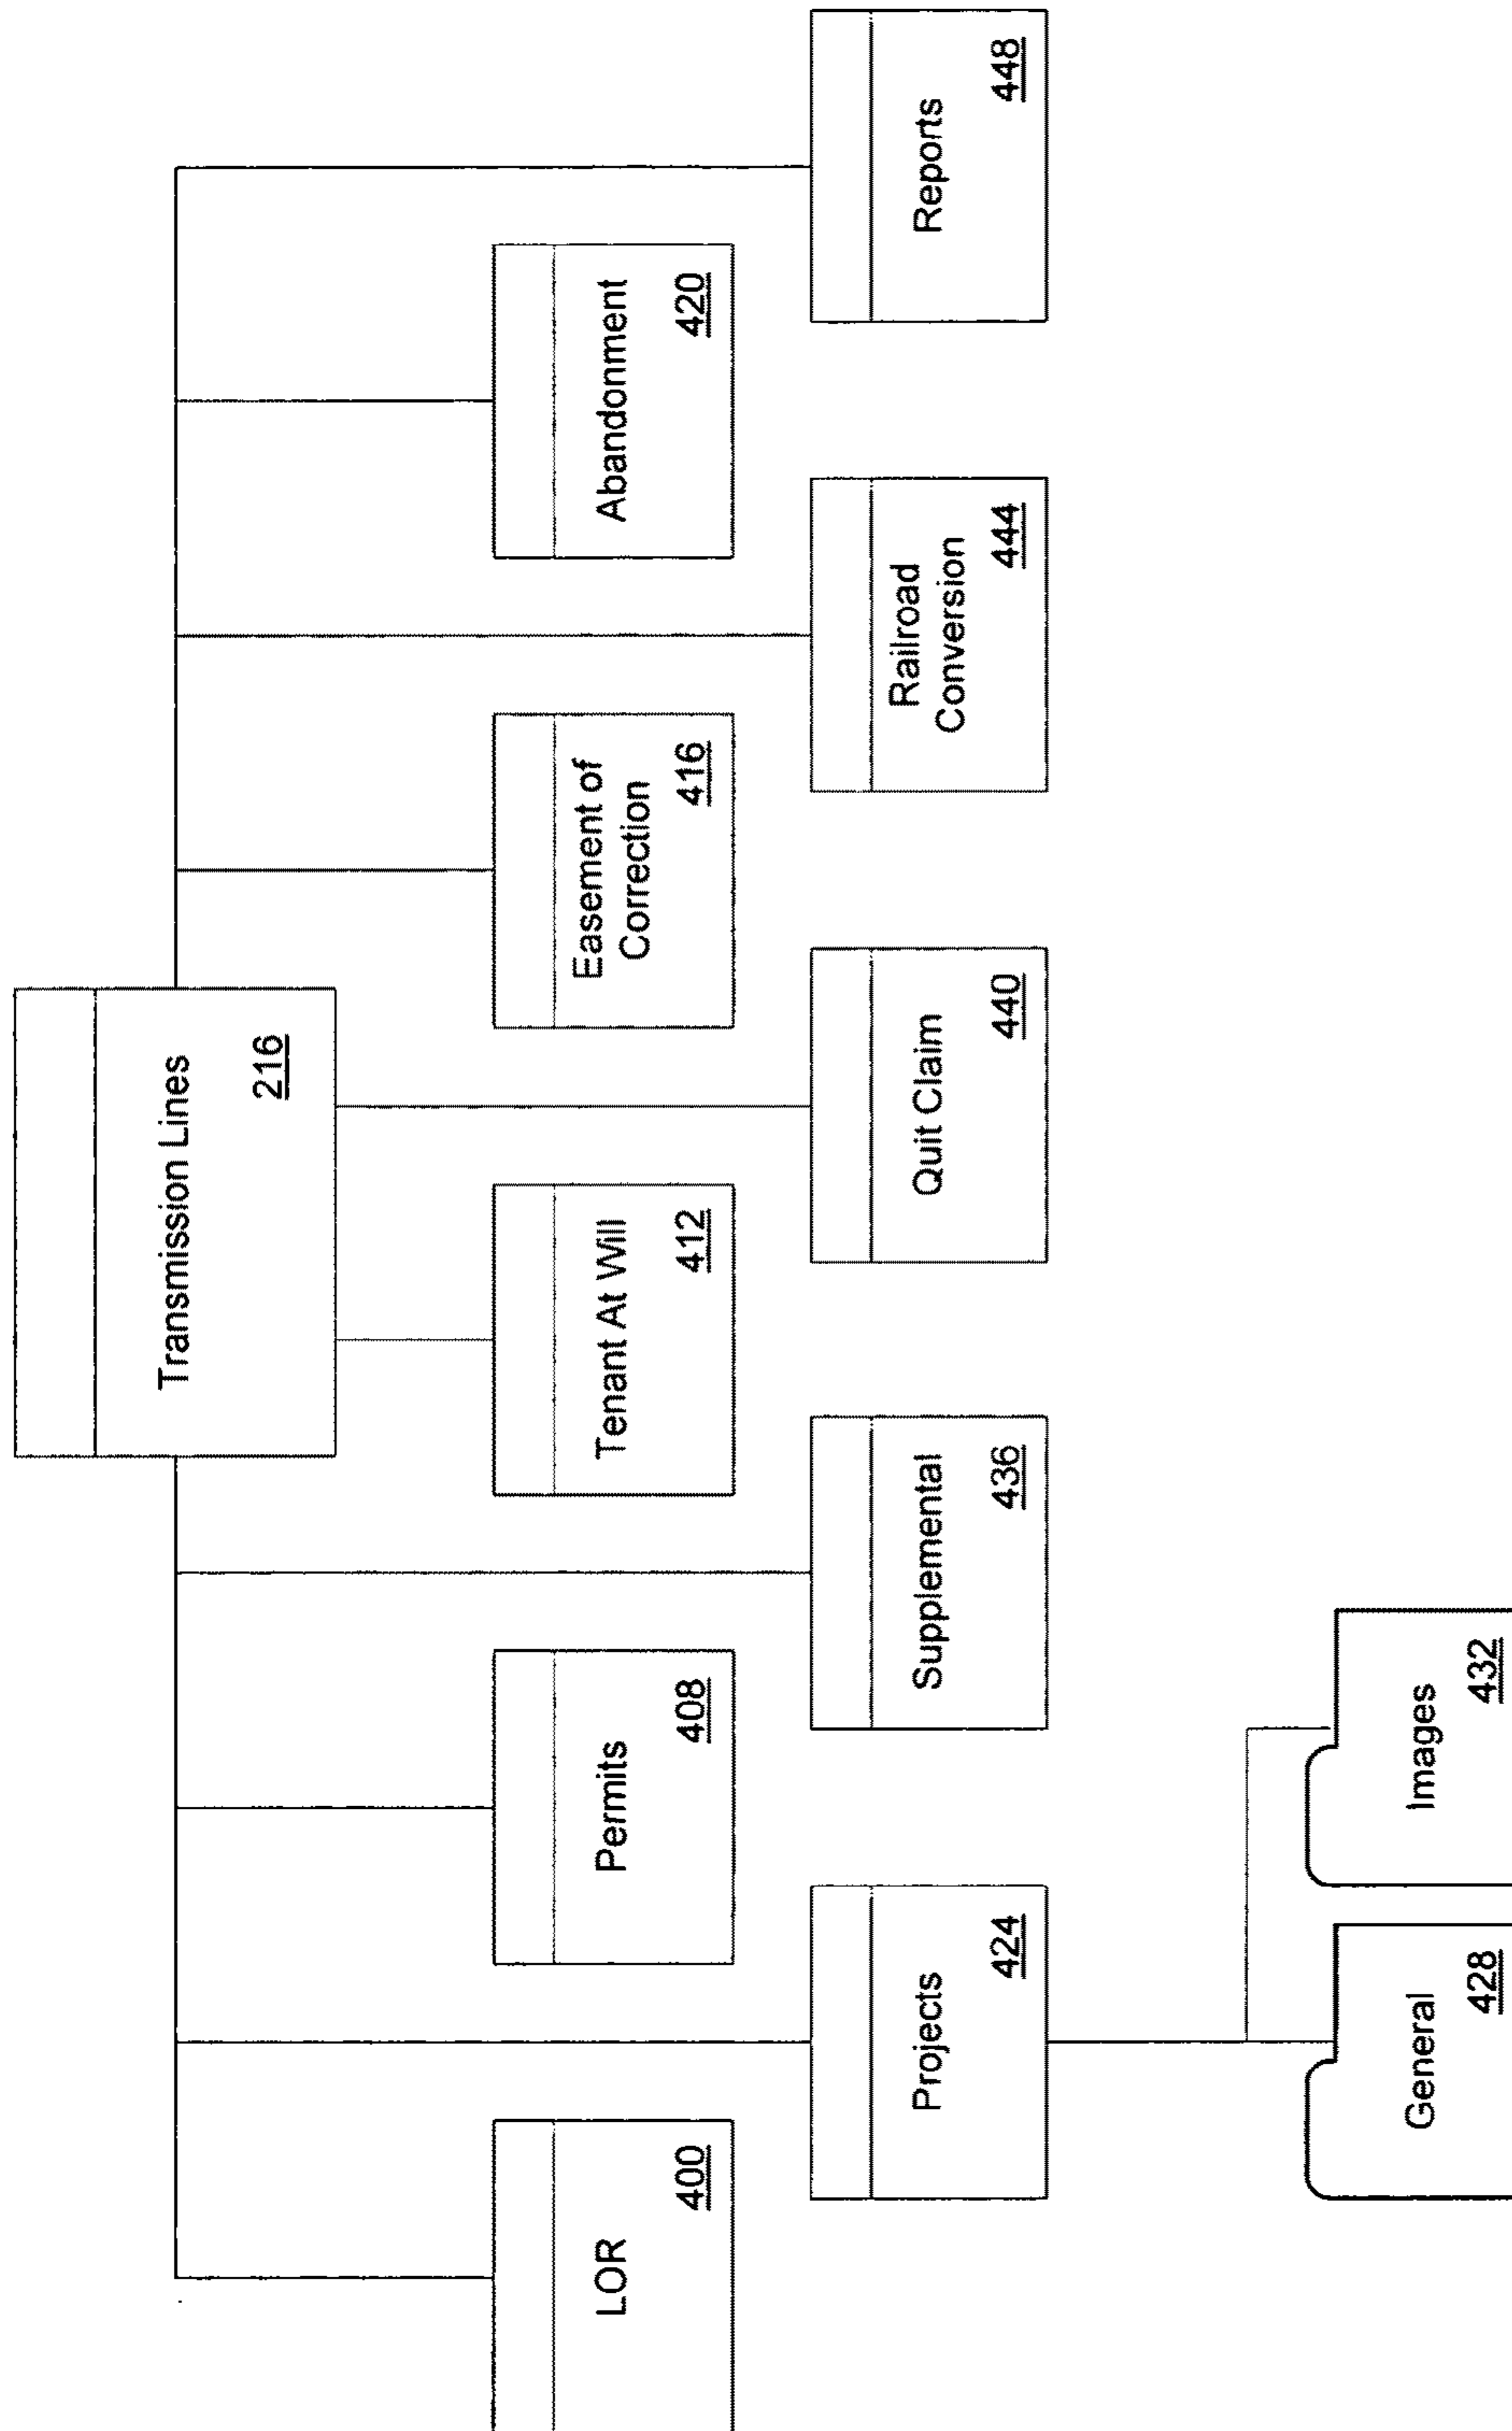 Transmission Lines
216
LOR
400
Permits
408
Tenant At Will
412
Easement of
Correction
416
Abandonment
420
Projects
424
Supplemental
436
Quit Claim
440
Railroad
Conversion
444
Reports
448
General
428
Images
432